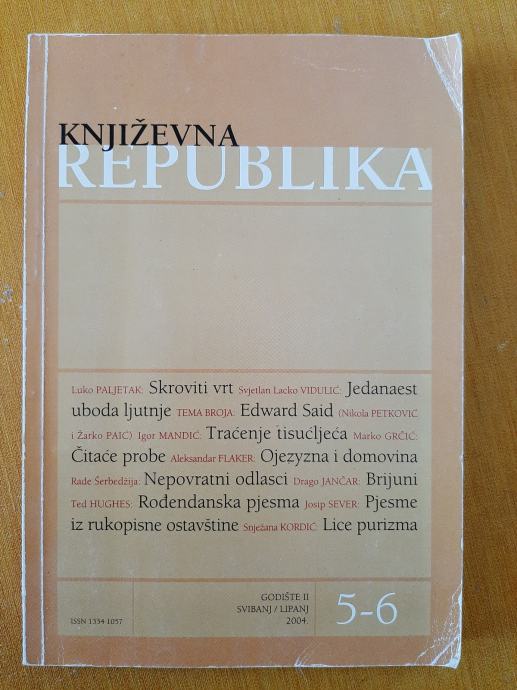 KNJIŽEVNA
REPUBLIKA
Luko PALJETAK: Skroviti vrt Svjetlan Lacko VIDULIĆ: Jedanaest
uboda ljutnje TEMA BROJA: Edward Said (Nikola PETKOVIĆ
i Žarko PAIĆ) Igor MANDIĆ: Traćenje tisućljeća Marko GRČIĆ:
Čitaće probe Aleksandar FLAKER: Ojezyzna i domovina
Rade Šerbedžija: Nepovratni odlasci Drago JANČAR: Brijuni
Ted HUGHES: Rođendanska pjesma Josip SEVER: Pjesme
iz rukopisne ostavštine Snježana KORDIĆ: Lice purizma
GODIŠTE II
SVIBANJ / LIPANJ
ISSN 1334-1057 2004. 5-6